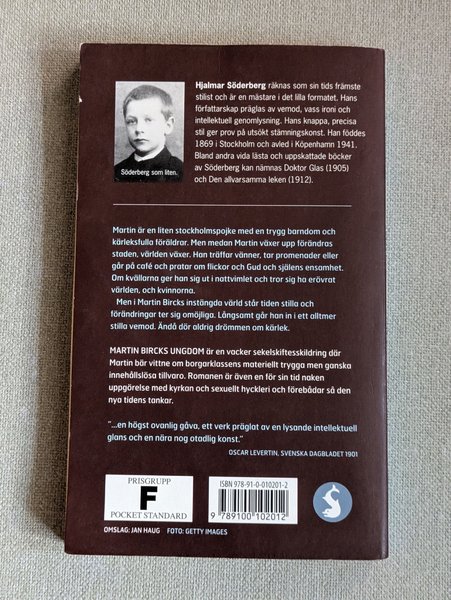 Hjalmar Söderberg räknas som sin tids främste
stilist och är en mästare i det lilla formatet. Hans
författarskap präglas av vemod, vass ironi och
intellektuell genomlysning. Hans knappa, precisa
stil ger prov på utsökt stämningskonst. Han föddes
1869 i Stockholm och avled i Köpenhamn 1941.
Bland andra vida lästa och uppskattade böcker
av Söderberg kan nämnas Doktor Glas (1905)
och Den allvarsamma leken (1912).
Söderberg som liten.
Martin är en liten stockholmspojke med en trygg barndom och
kärleksfulla föräldrar. Men medan Martin växer upp förändras
staden, världen växer. Han träffar vänner, tar promenader eller
går på café och pratar om flickor och Gud och själens ensamhet.
Om kvällarna ger han sig ut i nattvimlet och tror sig ha erövrat
världen, och kvinnorna.
Men i Martin Bircks instängda värld står tiden stilla och
förändringar ter sig omöjliga. Långsamt går han in i ett alltmer
stilla vemod. Ändå dör aldrig drömmen om kärlek.
MARTIN BIRCKS UNGDOM är en vacker sekelskiftesskildring där
Martin bär vittne om borgarklassens materiellt trygga men ganska
innehållslösa tillvaro. Romanen är även en för sin tid naken
uppgörelse med kyrkan och sexuellt hyckleri och förebådar så den
nya tidens tankar.
"...en högst ovanlig gåva, ett verk präglat av en lysande intellektuell
glans och en nära nog otadlig konst."
OSCAR LEVERTIN, SVENSKA DAGBLADET 1901
PRISGRUPP
F
POCKET STANDARD
ISBN 978-91-0-010201-2
9 789100 102012
OMSLAG: JAN HAUG FOTO: GETTY IMAGES